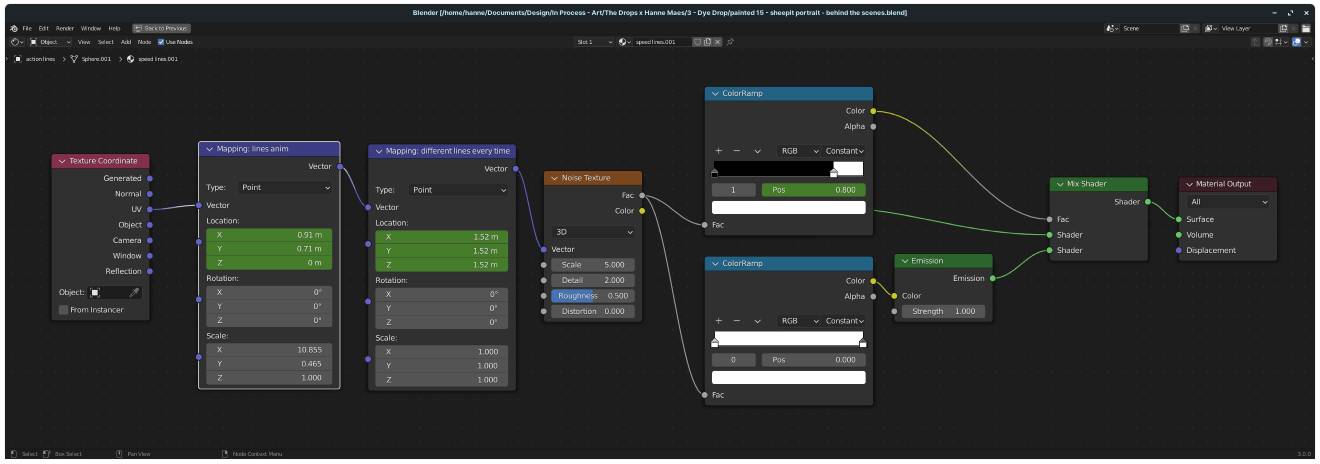 Blender [/home/hanne/Documents/Design/In Process - Art/The Drops x Hanne Maes/3 - Dye Drop/painted 15 - sheepit portrait - behind the scenes.blend]
File Edit Render Window Help Back to Previous Scene View Layer
Object View Select Add Node Use Nodes Slot 1 speed lines.001
action lines > Sphere.001 > speed lines.001
Texture Coordinate
Generated
Normal
UV
Object
Camera
Window
Reflection
Object:
From Instancer
Mapping: lines anim
Vector
Type: Point
Vector
Location:
X 0.91 m
Y 0.71 m
Z 0 m
Rotation:
X 0°
Y 0°
Z 0°
Scale:
X 10.855
Y 0.465
Z 1.000
Mapping: different lines every time
Vector
Type: Point
Vector
Location:
X 1.52 m
Y 1.52 m
Z 1.52 m
Rotation:
X 0°
Y 0°
Z 0°
Scale:
X 1.000
Y 1.000
Z 1.000
Noise Texture
Fac
Color
3D
Vector
Scale 5.000
Detail 2.000
Roughness 0.500
Distortion 0.000
ColorRamp
Color
Alpha
+ − RGB Constant
1 Pos 0.800
Fac
ColorRamp
Color
Alpha
+ − RGB Constant
0 Pos 0.000
Fac
Emission
Emission
Color
Strength 1.000
Mix Shader
Shader
Fac
Shader
Shader
Material Output
All
Surface
Volume
Displacement
Select Box Select Pan View Node Context Menu 3.0.0